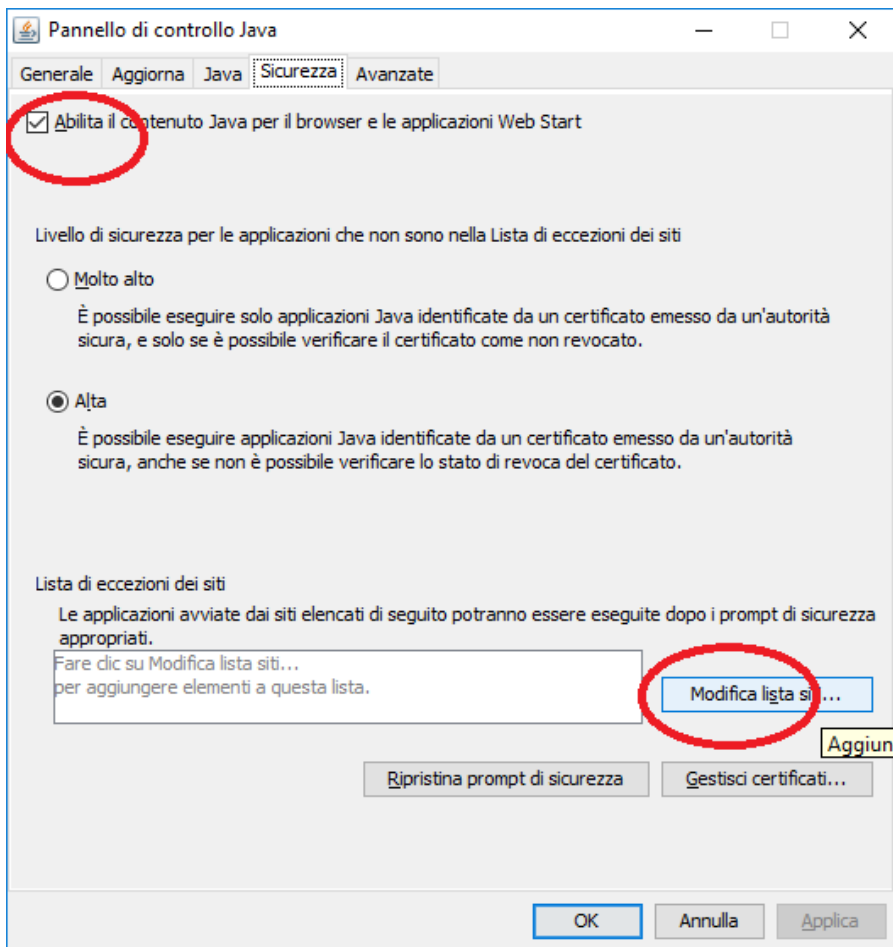 Pannello di controllo Java
Generale Aggiorna Java Sicurezza Avanzate
Abilita il contenuto Java per il browser e le applicazioni Web Start
Livello di sicurezza per le applicazioni che non sono nella Lista di eccezioni dei siti
Molto alto
È possibile eseguire solo applicazioni Java identificate da un certificato emesso da un'autorità
sicura, e solo se è possibile verificare il certificato come non revocato.
Alta
È possibile eseguire applicazioni Java identificate da un certificato emesso da un'autorità
sicura, anche se non è possibile verificare lo stato di revoca del certificato.
Lista di eccezioni dei siti
Le applicazioni avviate dai siti elencati di seguito potranno essere eseguite dopo i prompt di sicurezza
appropriati.
Fare clic su Modifica lista siti...
per aggiungere elementi a questa lista.
Modifica lista siti...
Aggiun
Ripristina prompt di sicurezza Gestisci certificati...
OK Annulla Applica